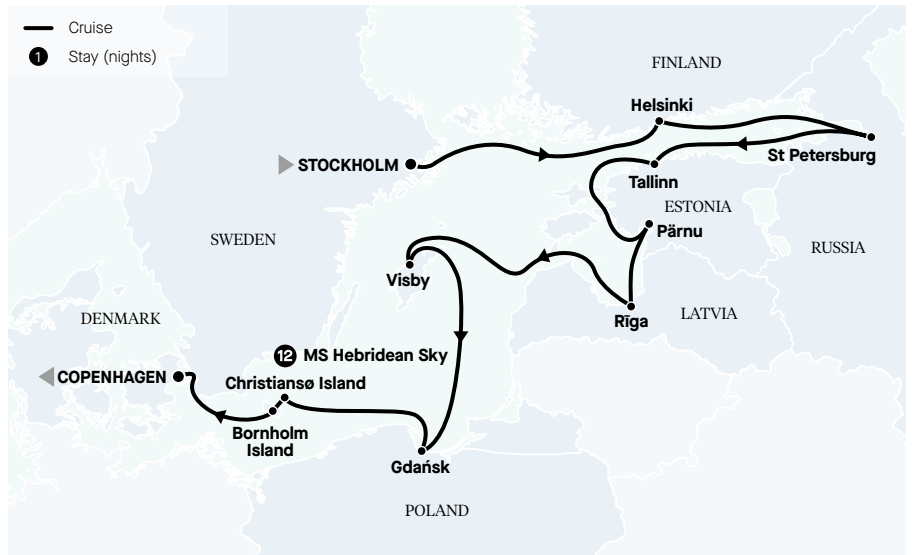 Cruise
1 Stay (nights)
FINLAND
Helsinki
St Petersburg
STOCKHOLM
Tallinn
ESTONIA
Pärnu
SWEDEN
RUSSIA
Visby
Rīga
LATVIA
DENMARK
12 MS Hebridean Sky
COPENHAGEN
Christiansø Island
Bornholm
Island
Gdańsk
POLAND